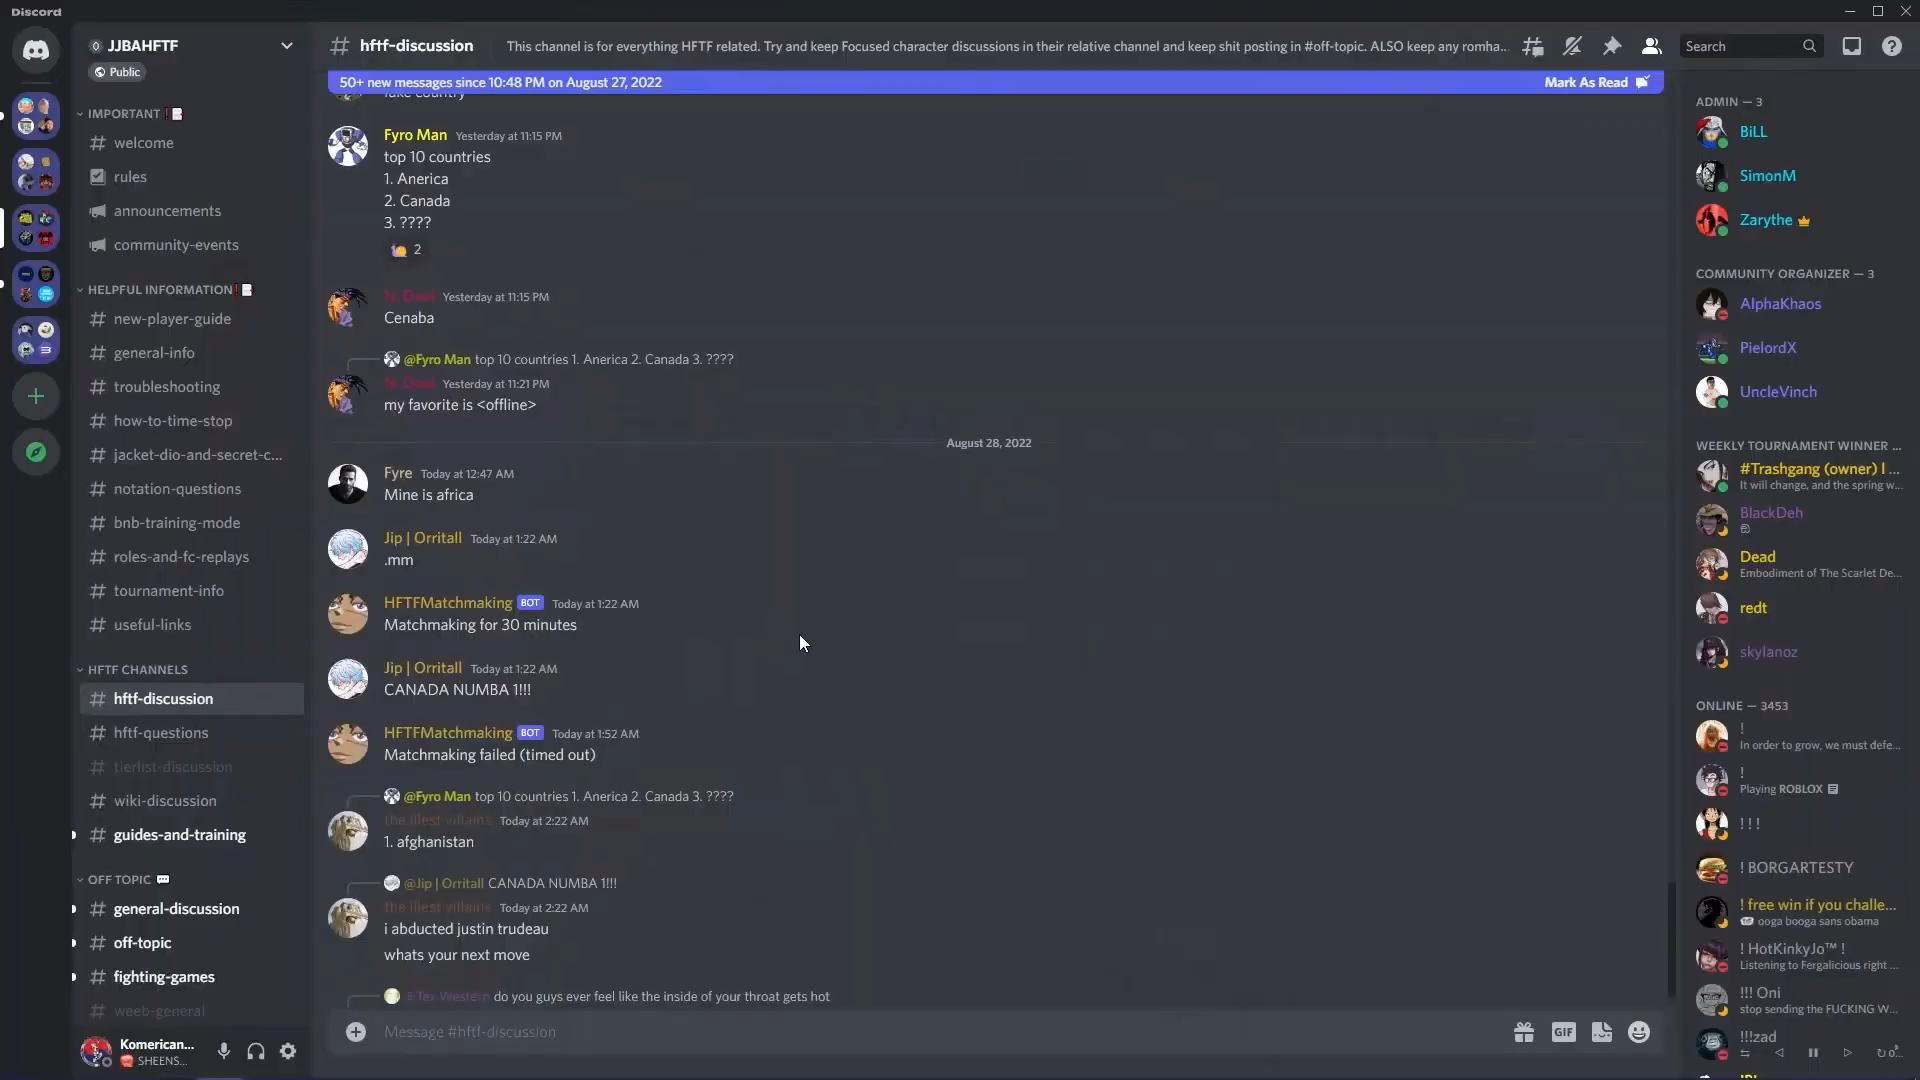 Discord
JJBAHFTF
Public
IMPORTANT
welcome
rules
announcements
community-events
HELPFUL INFORMATION
new-player-guide
general-info
troubleshooting
how-to-time-stop
jacket-dio-and-secret-c...
notation-questions
bnb-training-mode
roles-and-fc-replays
tournament-info
useful-links
HFTF CHANNELS
hftf-discussion
hftf-questions
tierlist-discussion
wiki-discussion
guides-and-training
OFF TOPIC
general-discussion
off-topic
fighting-games
weeb-general
Komerican...
SHEENS...
hftf-discussion
This channel is for everything HFTF related. Try and keep Focused character discussions in their relative channel and keep shit posting in #off-topic. ALSO keep any romha...
Search
50+ new messages since 10:48 PM on August 27, 2022
Mark As Read
Fyro Man Yesterday at 11:15 PM
top 10 countries
1. Anerica
2. Canada
3. ????
2
Yesterday at 11:15 PM
Cenaba
@Fyro Man top 10 countries 1. Anerica 2. Canada 3. ????
Yesterday at 11:21 PM
my favorite is <offline>
August 28, 2022
Fyre Today at 12:47 AM
Mine is africa
Jip | Orritall Today at 1:22 AM
.mm
HFTFMatchmaking BOT Today at 1:22 AM
Matchmaking for 30 minutes
Jip | Orritall Today at 1:22 AM
CANADA NUMBA 1!!!
HFTFMatchmaking BOT Today at 1:52 AM
Matchmaking failed (timed out)
@Fyro Man top 10 countries 1. Anerica 2. Canada 3. ????
the illest villains Today at 2:22 AM
1. afghanistan
@Jip | Orritall CANADA NUMBA 1!!!
the illest villains Today at 2:22 AM
i abducted justin trudeau
whats your next move
Tex Western do you guys ever feel like the inside of your throat gets hot
Message #hftf-discussion
GIF
ADMIN — 3
BiLL
SimonM
Zarythe
COMMUNITY ORGANIZER — 3
AlphaKhaos
PielordX
UncleVinch
WEEKLY TOURNAMENT WINNER ...
#Trashgang (owner) I ...
It will change, and the spring w...
BlackDeh
Dead
Embodiment of The Scarlet De...
redt
skylanoz
ONLINE — 3453
!
In order to grow, we must defe...
!
Playing ROBLOX
! ! !
! BORGARTESTY
! free win if you challe...
ooga booga sans obama
! HotKinkyJo™ !
Listening to Fergalicious right ...
!!! Oni
stop sending the FUCKING W...
!!!zad